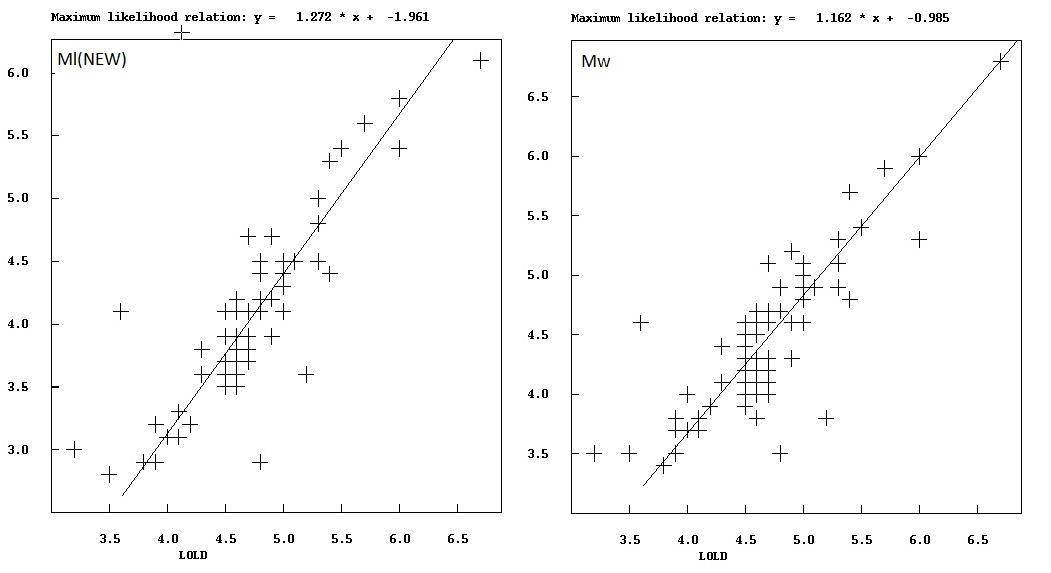 Maximum likelihood relation: y =   1.272 * x +  -1.961
Ml(NEW)
6.0
5.5
5.0
4.5
4.0
3.5
3.0
3.5 4.0 4.5 5.0 5.5 6.0 6.5
LOLD
Maximum likelihood relation: y =   1.162 * x +  -0.985
Mw
6.5
6.0
5.5
5.0
4.5
4.0
3.5
3.5 4.0 4.5 5.0 5.5 6.0 6.5
LOLD